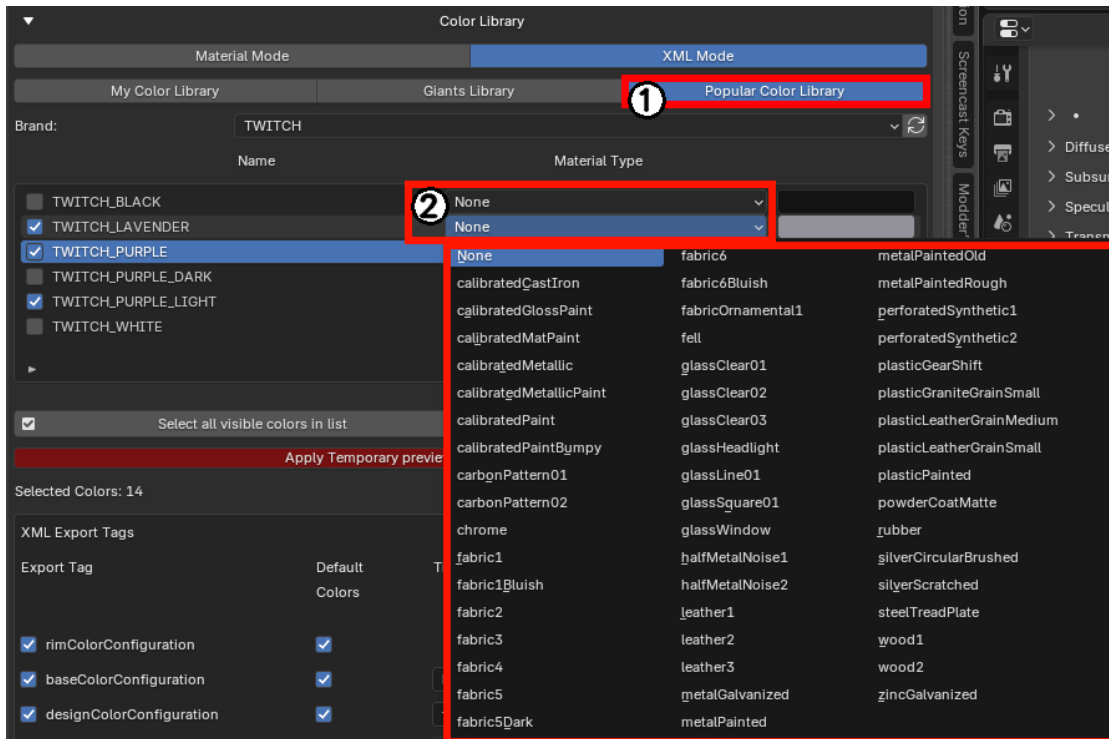 Color Library
Material Mode XML Mode
My Color Library Giants Library Popular Color Library
1
Brand: TWITCH
Name Material Type
TWITCH_BLACK None
2
TWITCH_LAVENDER None
TWITCH_PURPLE
TWITCH_PURPLE_DARK
TWITCH_PURPLE_LIGHT
TWITCH_WHITE
Select all visible colors in list
Apply Temporary previe
Selected Colors: 14
XML Export Tags
Export Tag Default Colors
rimColorConfiguration
baseColorConfiguration
designColorConfiguration
None
calibratedCastIron
calibratedGlossPaint
calibratedMatPaint
calibratedMetallic
calibratedMetallicPaint
calibratedPaint
calibratedPaintBumpy
carbonPattern01
carbonPattern02
chrome
fabric1
fabric1Bluish
fabric2
fabric3
fabric4
fabric5
fabric5Dark
fabric6
fabric6Bluish
fabricOrnamental1
fell
glassClear01
glassClear02
glassClear03
glassHeadlight
glassLine01
glassSquare01
glassWindow
halfMetalNoise1
halfMetalNoise2
leather1
leather2
leather3
metalGalvanized
metalPainted
metalPaintedOld
metalPaintedRough
perforatedSynthetic1
perforatedSynthetic2
plasticGearShift
plasticGraniteGrainSmall
plasticLeatherGrainMedium
plasticLeatherGrainSmall
plasticPainted
powderCoatMatte
rubber
silverCircularBrushed
silverScratched
steelTreadPlate
wood1
wood2
zincGalvanized
Screencast Keys
Modder'
Diffuse
Subsur
Specul
Transm